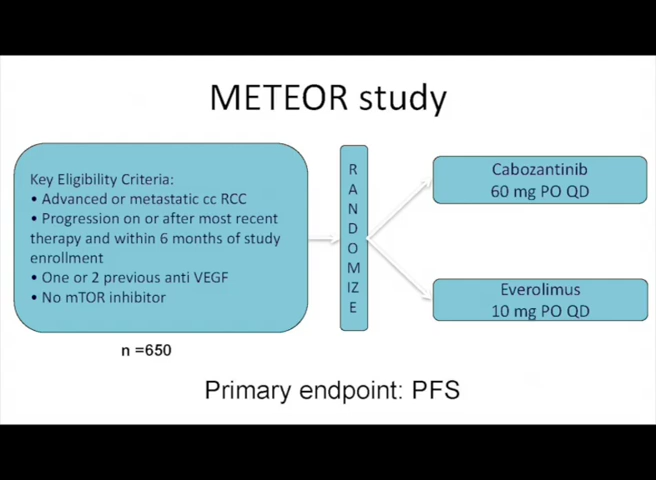 METEOR study
Key Eligibility Criteria:
• Advanced or metastatic cc RCC
• Progression on or after most recent
therapy and within 6 months of study
enrollment
• One or 2 previous anti VEGF
• No mTOR inhibitor
n =650
RANDOMIZE
Cabozantinib
60 mg PO QD
Everolimus
10 mg PO QD
Primary endpoint: PFS